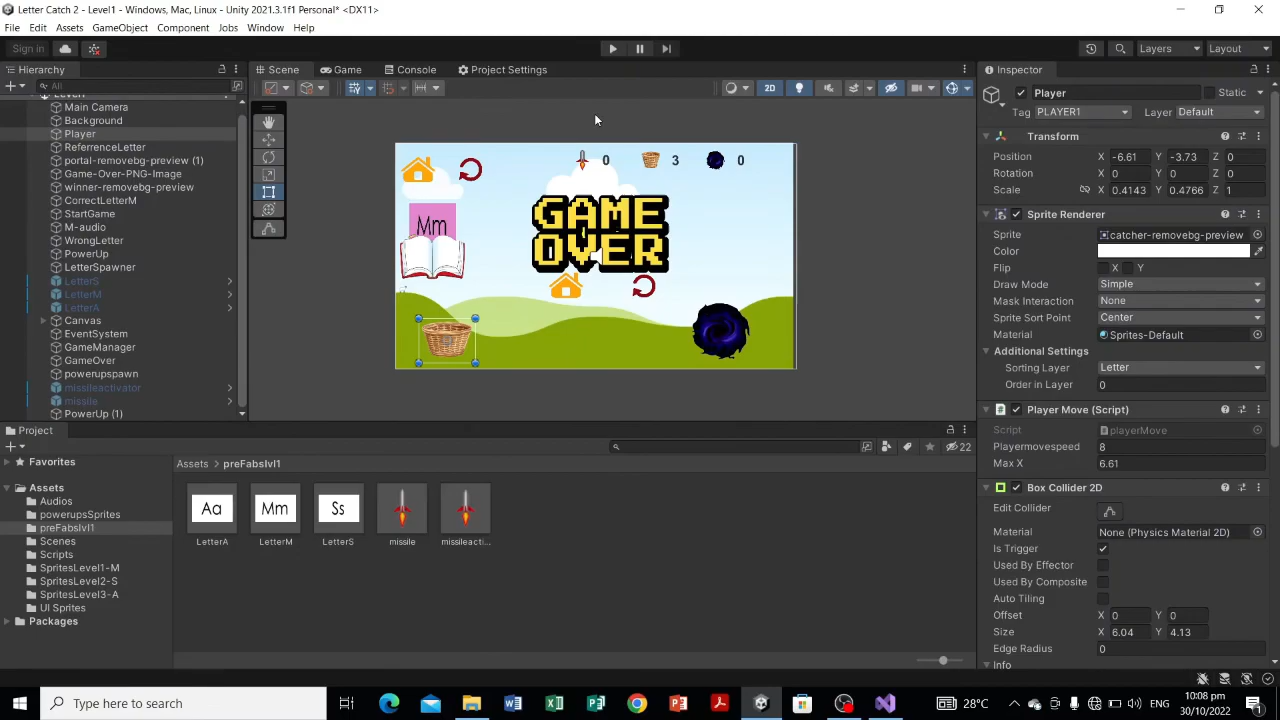 Letter Catch 2 - Level1 - Windows, Mac, Linux - Unity 2021.3.1f1 Personal* <DX11>
File Edit Assets GameObject Component Jobs Window Help
Sign in Layers Layout
Hierarchy Scene Game Console Project Settings Inspector
All 2D Player Static
Tag PLAYER1 Layer Default
Main Camera
Background
Player
ReferrenceLetter
portal-removebg-preview (1)
Game-Over-PNG-Image
winner-removebg-preview
CorrectLetterM
StartGame
M-audio
WrongLetter
PowerUp
LetterSpawner
LetterS
LetterM
LetterA
Canvas
EventSystem
GameManager
GameOver
powerupspawn
missileactivator
missile
PowerUp (1)
0 3 0
Mm
GAME
OVER
Transform
Position X -6.61 Y -3.73 Z 0
Rotation X 0 Y 0 Z 0
Scale X 0.4143 Y 0.4766 Z 1
Sprite Renderer
Sprite catcher-removebg-preview
Color
Flip X Y
Draw Mode Simple
Mask Interaction None
Sprite Sort Point Center
Material Sprites-Default
Additional Settings
Sorting Layer Letter
Order in Layer 0
Player Move (Script)
Script playerMove
Playermovespeed 8
Max X 6.61
Box Collider 2D
Edit Collider
Material None (Physics Material 2D)
Is Trigger
Used By Effector
Used By Composite
Auto Tiling
Offset X 0 Y 0
Size X 6.04 Y 4.13
Edge Radius 0
Info
Project
22
Favorites
Assets
Audios
powerupsSprites
preFabslvl1
Scenes
Scripts
SpritesLevel1-M
SpritesLevel2-S
SpritesLevel3-A
UI Sprites
Packages
Assets > preFabslvl1
Aa Mm Ss
LetterA LetterM LetterS missile missileacti...
Type here to search
28°C ENG
10:08 pm
30/10/2022
1